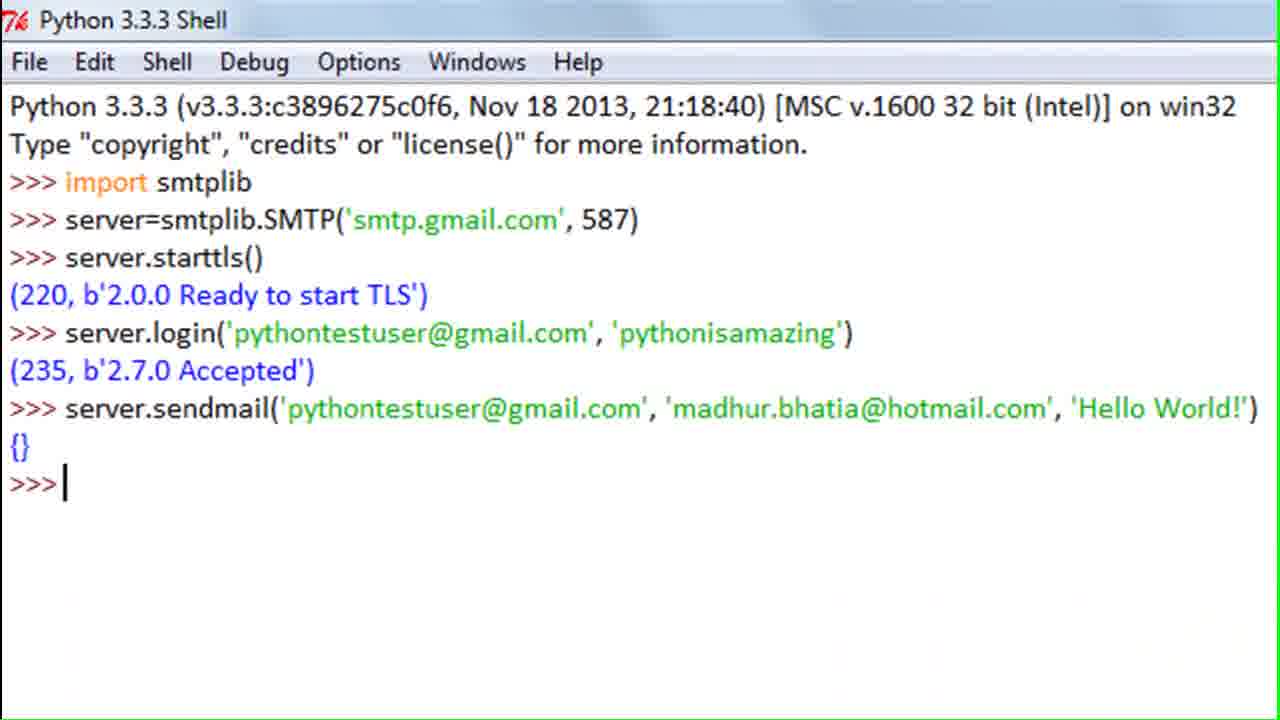 Python 3.3.3 Shell
File Edit Shell Debug Options Windows Help
Python 3.3.3 (v3.3.3:c3896275c0f6, Nov 18 2013, 21:18:40) [MSC v.1600 32 bit (Intel)] on win32
Type "copyright", "credits" or "license()" for more information.
>>> import smtplib
>>> server=smtplib.SMTP('smtp.gmail.com', 587)
>>> server.starttls()
(220, b'2.0.0 Ready to start TLS')
>>> server.login('pythontestuser@gmail.com', 'pythonisamazing')
(235, b'2.7.0 Accepted')
>>> server.sendmail('pythontestuser@gmail.com', 'madhur.bhatia@hotmail.com', 'Hello World!')
{}
>>>